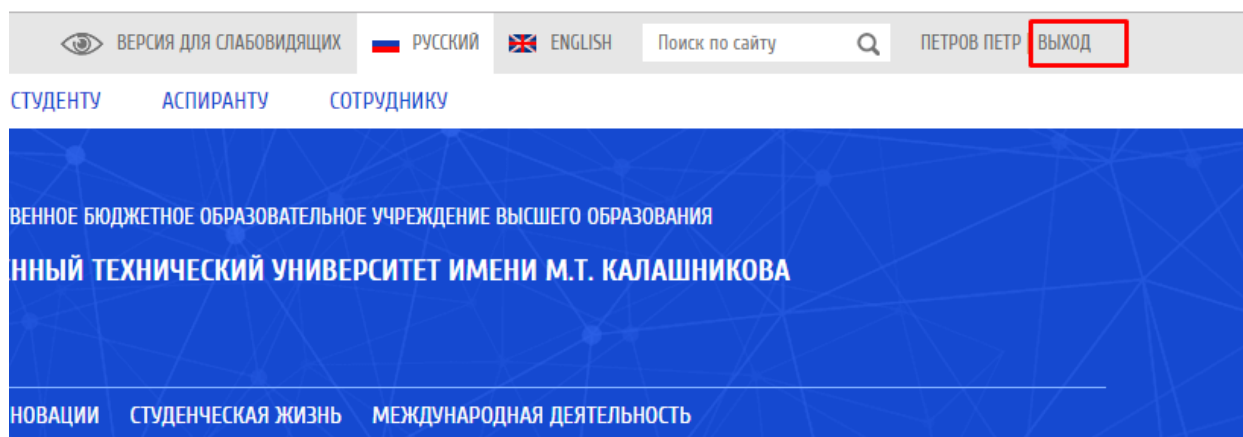 ВЕРСИЯ ДЛЯ СЛАБОВИДЯЩИХ РУССКИЙ ENGLISH Поиск по сайту ПЕТРОВ ПЕТР | ВЫХОД
СТУДЕНТУ АСПИРАНТУ СОТРУДНИКУ
ВЕННОЕ БЮДЖЕТНОЕ ОБРАЗОВАТЕЛЬНОЕ УЧРЕЖДЕНИЕ ВЫСШЕГО ОБРАЗОВАНИЯ
ННЫЙ ТЕХНИЧЕСКИЙ УНИВЕРСИТЕТ ИМЕНИ М.Т. КАЛАШНИКОВА
НОВАЦИИ СТУДЕНЧЕСКАЯ ЖИЗНЬ МЕЖДУНАРОДНАЯ ДЕЯТЕЛЬНОСТЬ